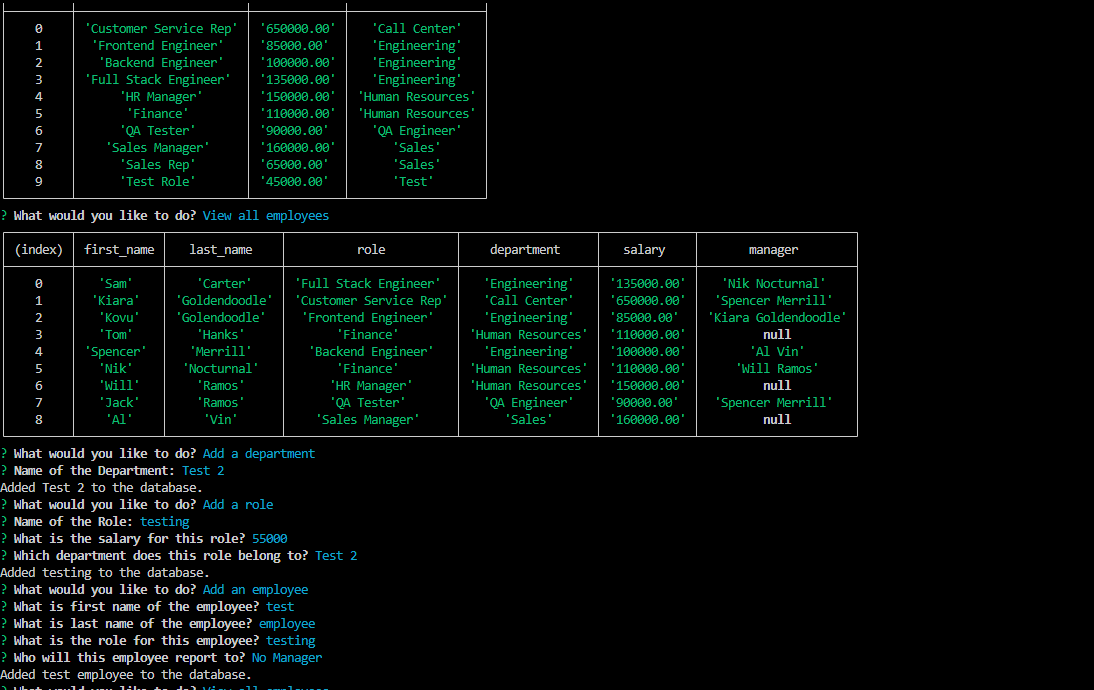 0 'Customer Service Rep' '650000.00' 'Call Center'
1 'Frontend Engineer' '85000.00' 'Engineering'
2 'Backend Engineer' '100000.00' 'Engineering'
3 'Full Stack Engineer' '135000.00' 'Engineering'
4 'HR Manager' '150000.00' 'Human Resources'
5 'Finance' '110000.00' 'Human Resources'
6 'QA Tester' '90000.00' 'QA Engineer'
7 'Sales Manager' '160000.00' 'Sales'
8 'Sales Rep' '65000.00' 'Sales'
9 'Test Role' '45000.00' 'Test'
? What would you like to do? View all employees
(index) first_name last_name role department salary manager
0 'Sam' 'Carter' 'Full Stack Engineer' 'Engineering' '135000.00' 'Nik Nocturnal'
1 'Kiara' 'Goldendoodle' 'Customer Service Rep' 'Call Center' '650000.00' 'Spencer Merrill'
2 'Kovu' 'Golendoodle' 'Frontend Engineer' 'Engineering' '85000.00' 'Kiara Goldendoodle'
3 'Tom' 'Hanks' 'Finance' 'Human Resources' '110000.00' null
4 'Spencer' 'Merrill' 'Backend Engineer' 'Engineering' '100000.00' 'Al Vin'
5 'Nik' 'Nocturnal' 'Finance' 'Human Resources' '110000.00' 'Will Ramos'
6 'Will' 'Ramos' 'HR Manager' 'Human Resources' '150000.00' null
7 'Jack' 'Ramos' 'QA Tester' 'QA Engineer' '90000.00' 'Spencer Merrill'
8 'Al' 'Vin' 'Sales Manager' 'Sales' '160000.00' null
? What would you like to do? Add a department
? Name of the Department: Test 2
Added Test 2 to the database.
? What would you like to do? Add a role
? Name of the Role: testing
? What is the salary for this role? 55000
? Which department does this role belong to? Test 2
Added testing to the database.
? What would you like to do? Add an employee
? What is first name of the employee? test
? What is last name of the employee? employee
? What is the role for this employee? testing
? Who will this employee report to? No Manager
Added test employee to the database.
? What would you like to do? View all employees